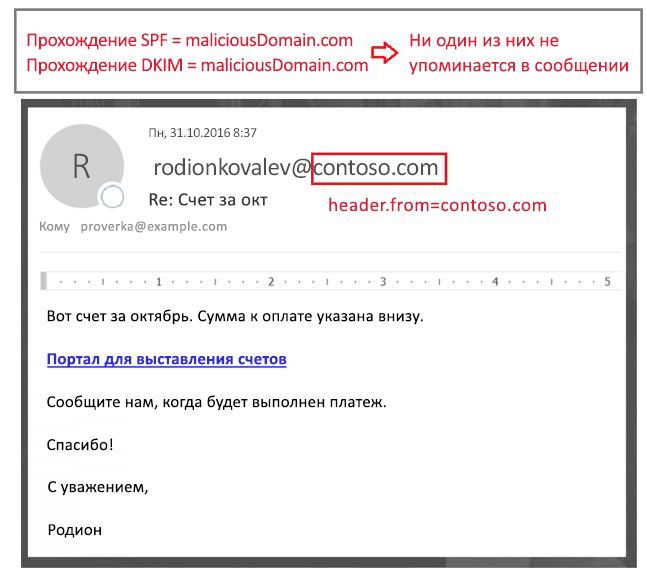 Прохождение SPF = maliciousDomain.com
Прохождение DKIM = maliciousDomain.com
Ни один из них не
упоминается в сообщении
R
Пн, 31.10.2016 8:37
rodionkovalev@contoso.com
Re: Счет за окт
header.from=contoso.com
Кому proverka@example.com
1 2 3 4 5
Вот счет за октябрь. Сумма к оплате указана внизу.
Портал для выставления счетов
Сообщите нам, когда будет выполнен платеж.
Спасибо!
С уважением,
Родион